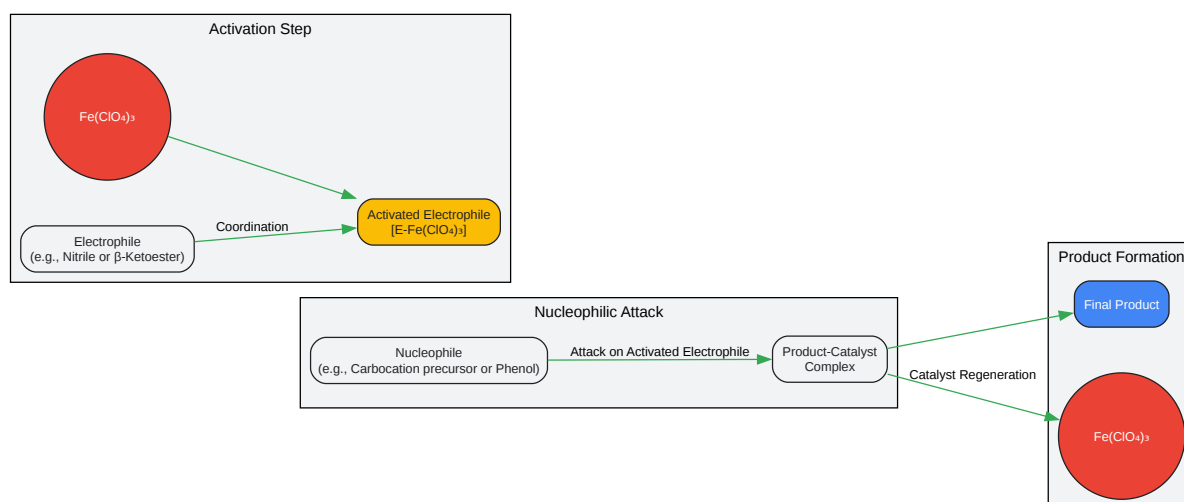 Activation Step
Fe(ClO₄)₃
Electrophile
(e.g., Nitrile or β-Ketoester)
Coordination
Activated Electrophile
[E-Fe(ClO₄)₃]
Nucleophilic Attack
Nucleophile
(e.g., Carbocation precursor or Phenol)
Attack on Activated Electrophile
Product-Catalyst
Complex
Catalyst Regeneration
Product Formation
Final Product
Fe(ClO₄)₃